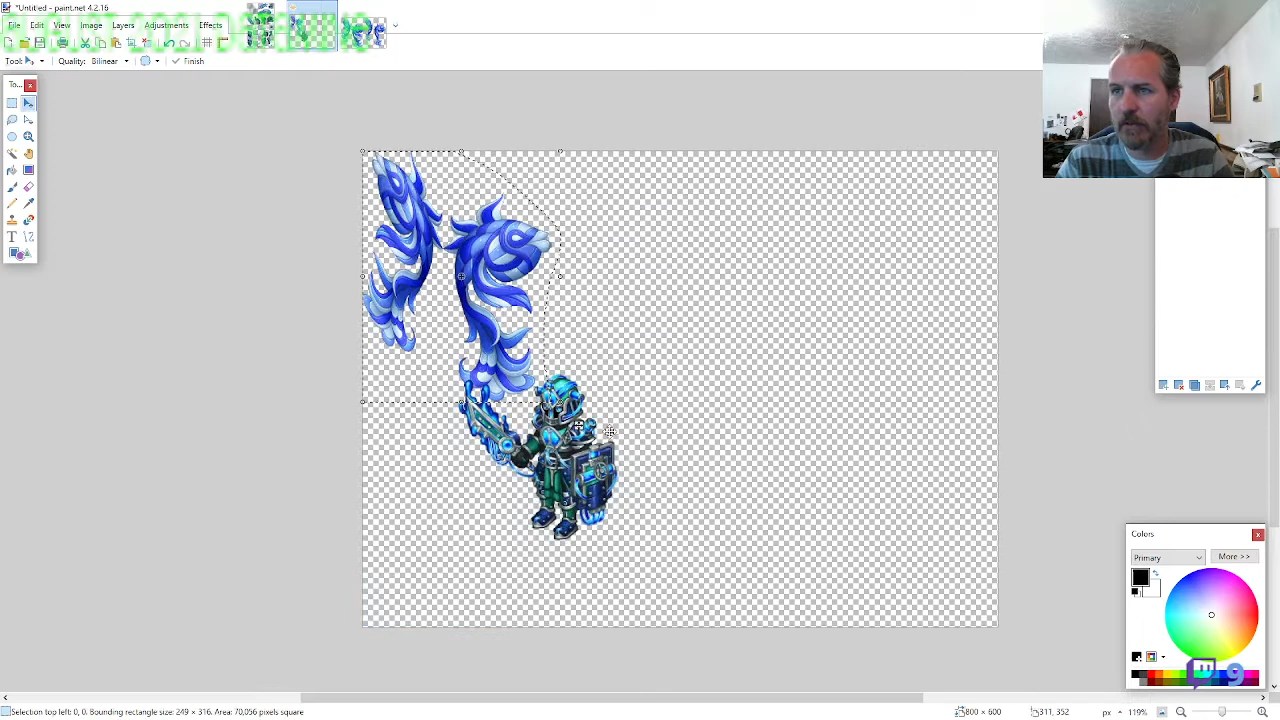 *Untitled - paint.net 4.2.16
File Edit View Image Layers Adjustments Effects
Tool: Quality: Bilinear Finish
To... x
Colors x
Primary More >>
9
Selection top left: 0, 0. Bounding rectangle size: 249 × 316. Area: 70,056 pixels square 800 × 600 311, 352 px 119%